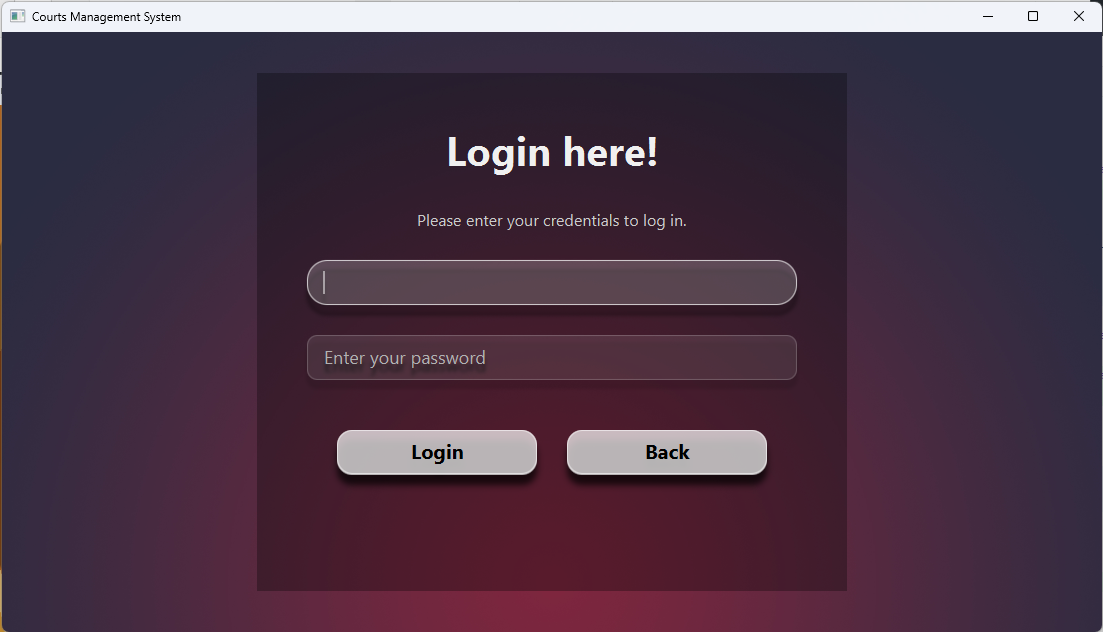 Courts Management System
Login here!
Please enter your credentials to log in.
Enter your password
Login
Back